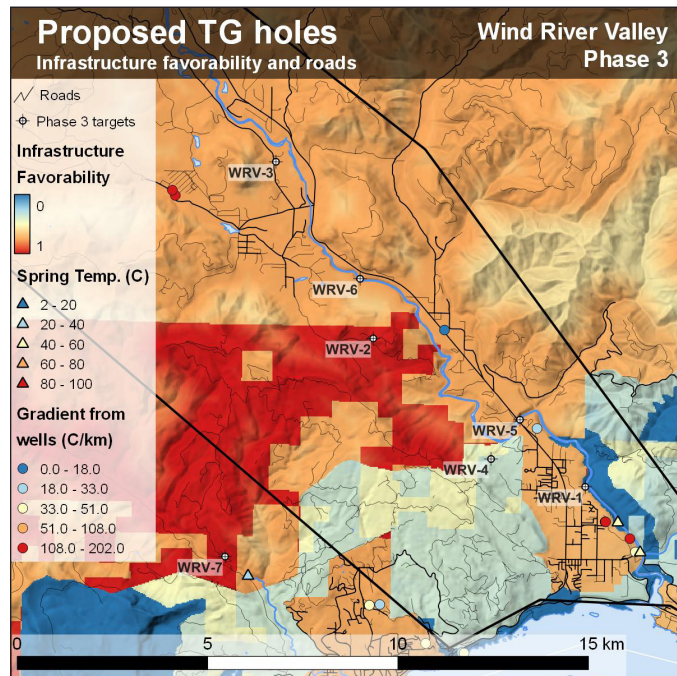 Proposed TG holes
Infrastructure favorability and roads
Wind River Valley
Phase 3
Roads
Phase 3 targets
Infrastructure
Favorability
0
1
Spring Temp. (C)
2 - 20
20 - 40
40 - 60
60 - 80
80 - 100
Gradient from
wells (C/km)
0.0 - 18.0
18.0 - 33.0
33.0 - 51.0
51.0 - 108.0
108.0 - 202.0
WRV-3
WRV-6
WRV-2
WRV-5
WRV-4
WRV-1
WRV-7
0 5 10 15 km